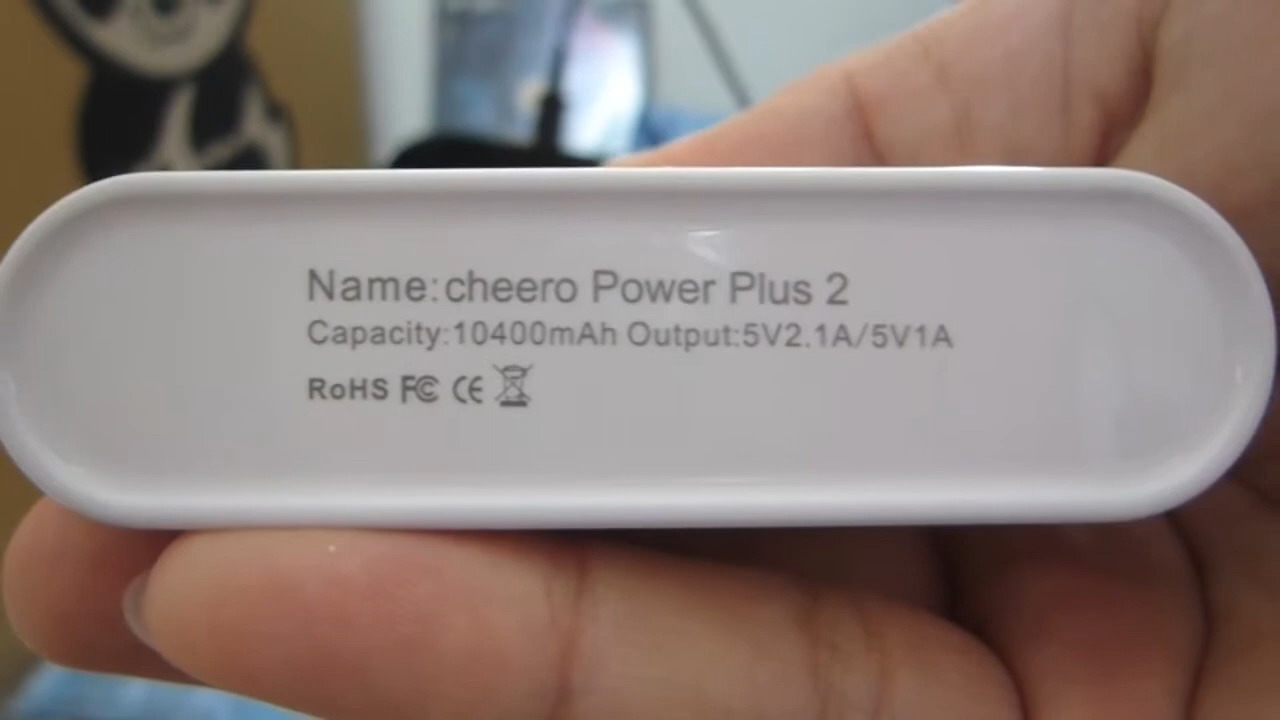 Name:cheero Power Plus 2
Capacity:10400mAh Output:5V2.1A/5V1A
RoHS FC CE